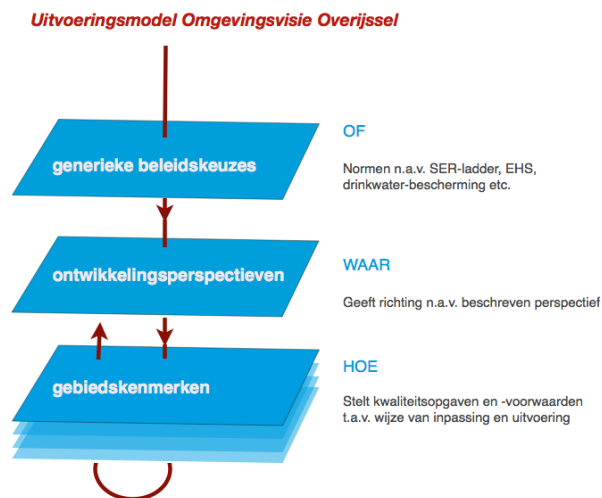 Uitvoeringsmodel Omgevingsvisie Overijssel
generieke beleidskeuzes
OF
Normen n.a.v. SER-ladder, EHS,
drinkwater-bescherming etc.
ontwikkelingsperspectieven
WAAR
Geeft richting n.a.v. beschreven perspectief
gebiedskenmerken
HOE
Stelt kwaliteitsopgaven en -voorwaarden
t.a.v. wijze van inpassing en uitvoering